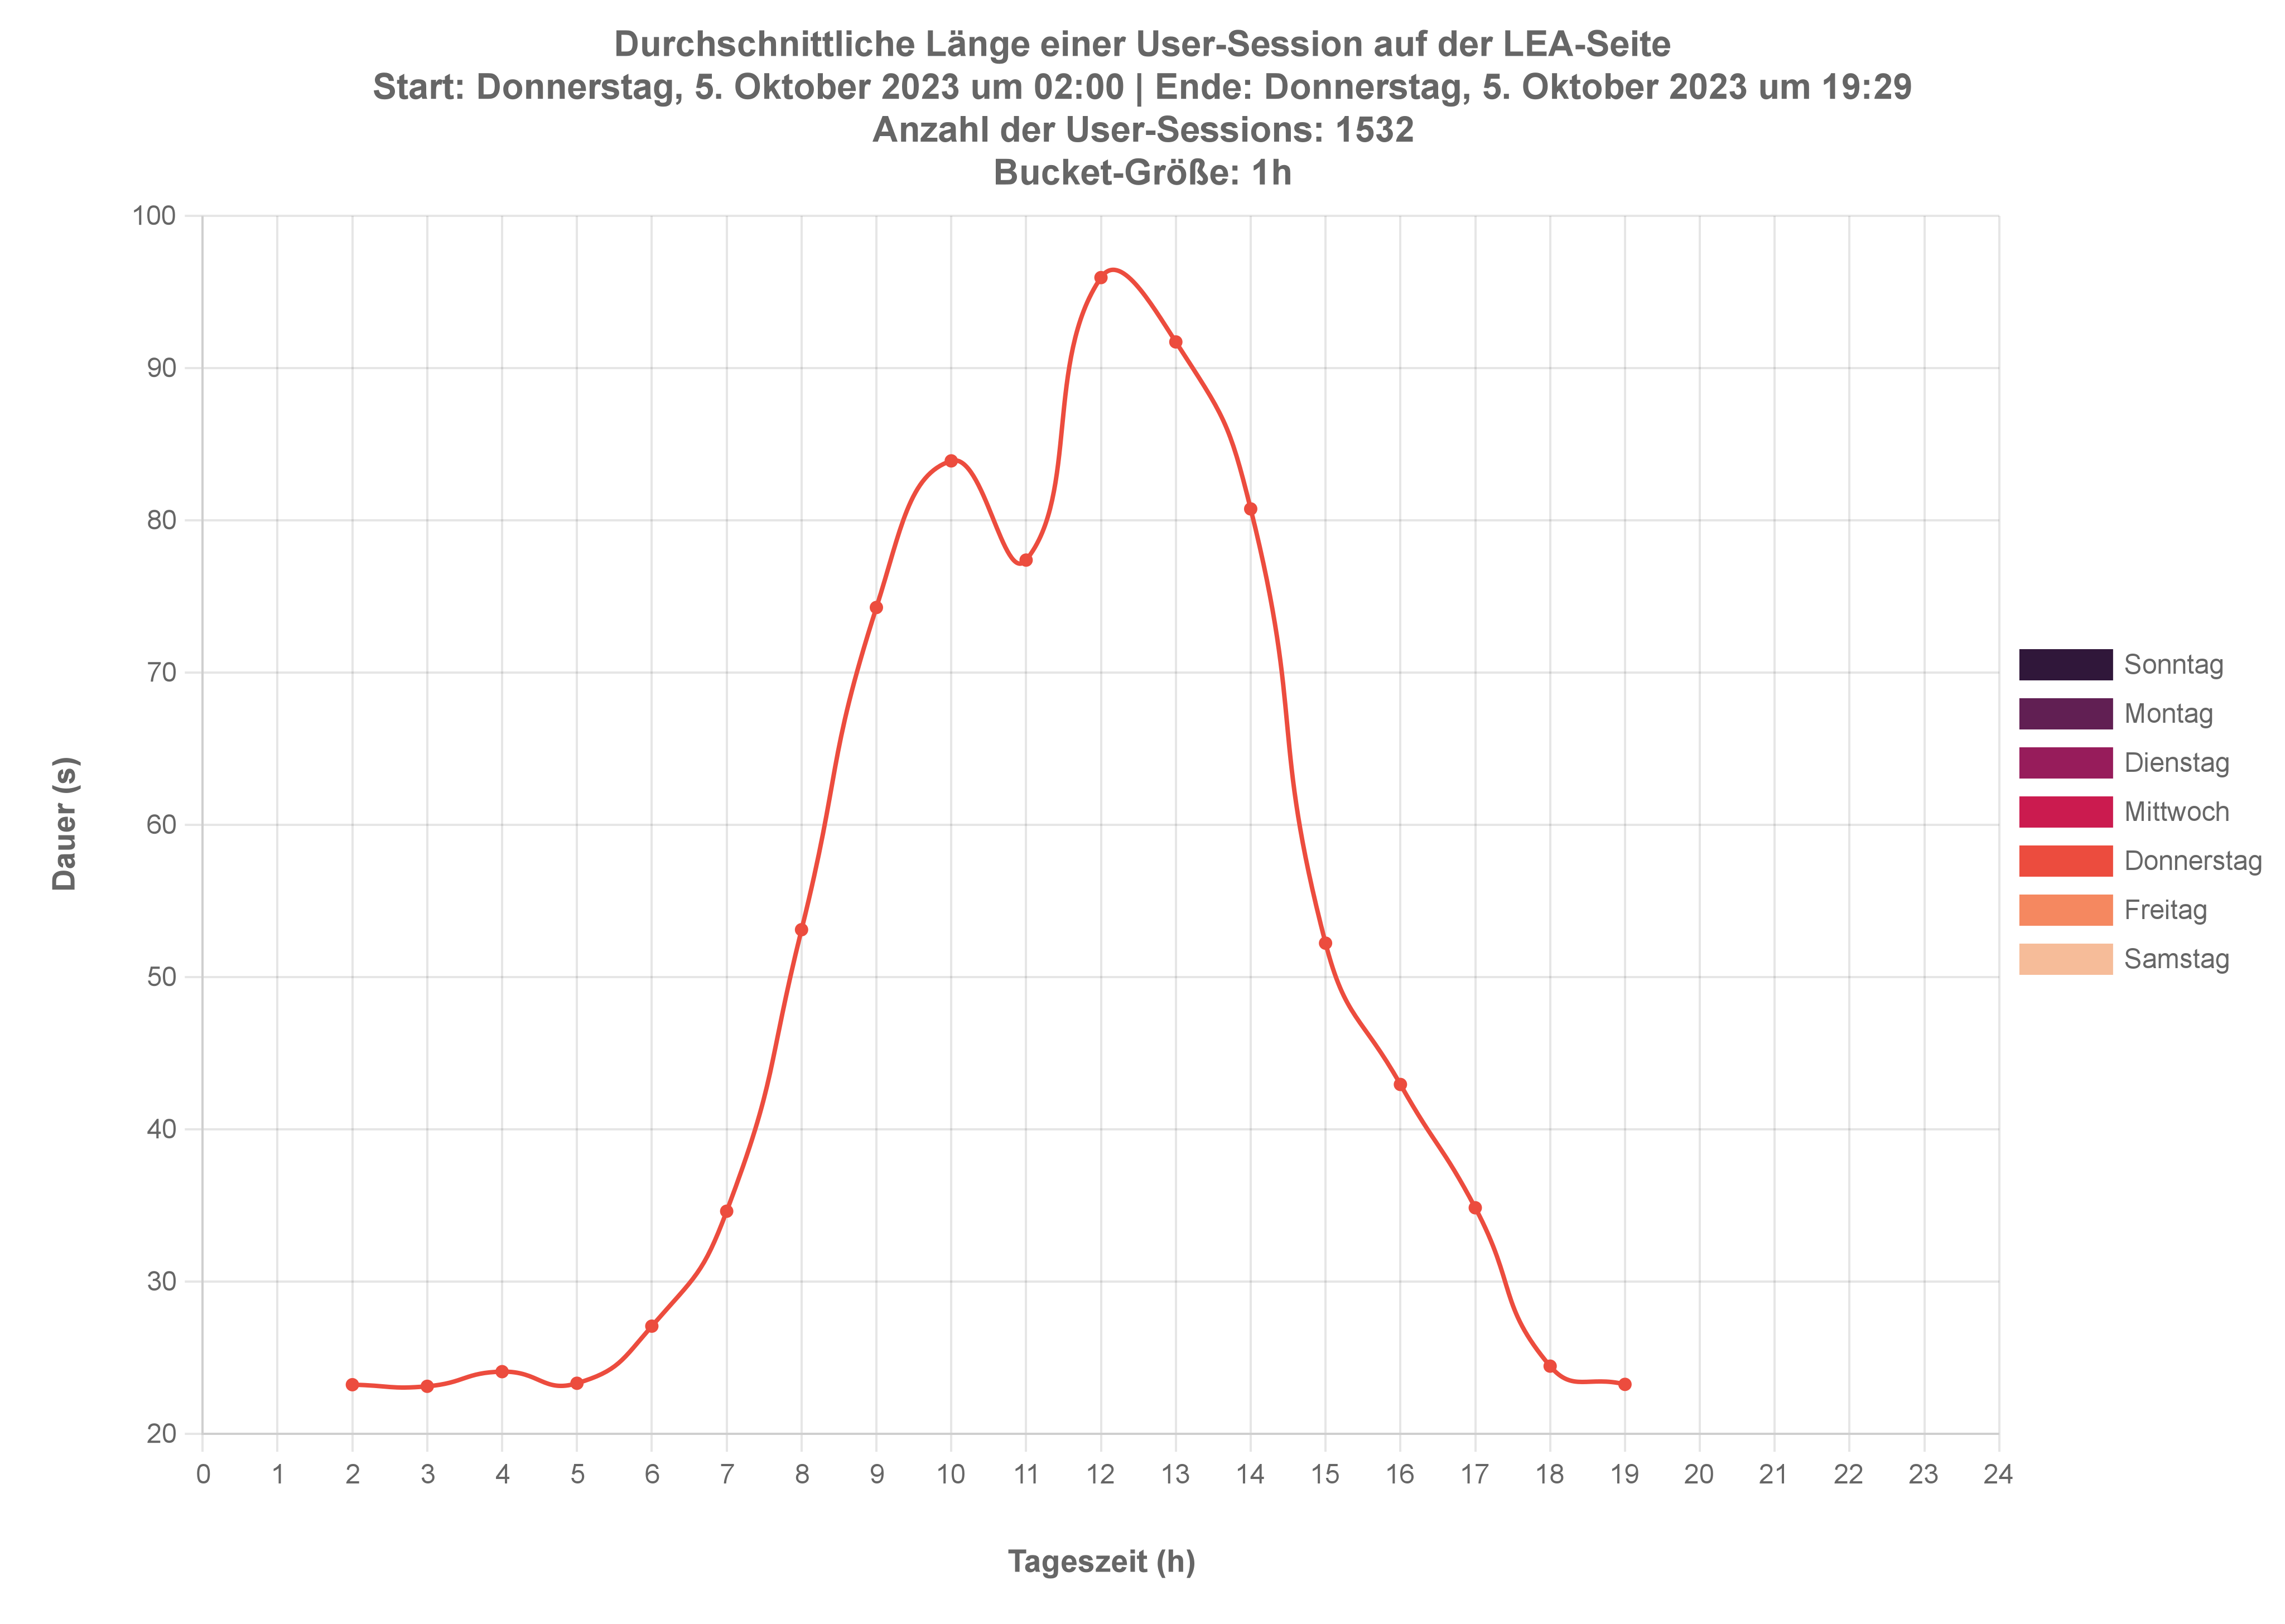 Durchschnittliche Länge einer User-Session auf der LEA-Seite
Start: Donnerstag, 5. Oktober 2023 um 02:00 | Ende: Donnerstag, 5. Oktober 2023 um 19:29
Anzahl der User-Sessions: 1532
Bucket-Größe: 1h
100
90
80
70
60
50
40
30
20
Dauer (s)
0 1 2 3 4 5 6 7 8 9 10 11 12 13 14 15 16 17 18 19 20 21 22 23 24
Tageszeit (h)
Sonntag
Montag
Dienstag
Mittwoch
Donnerstag
Freitag
Samstag